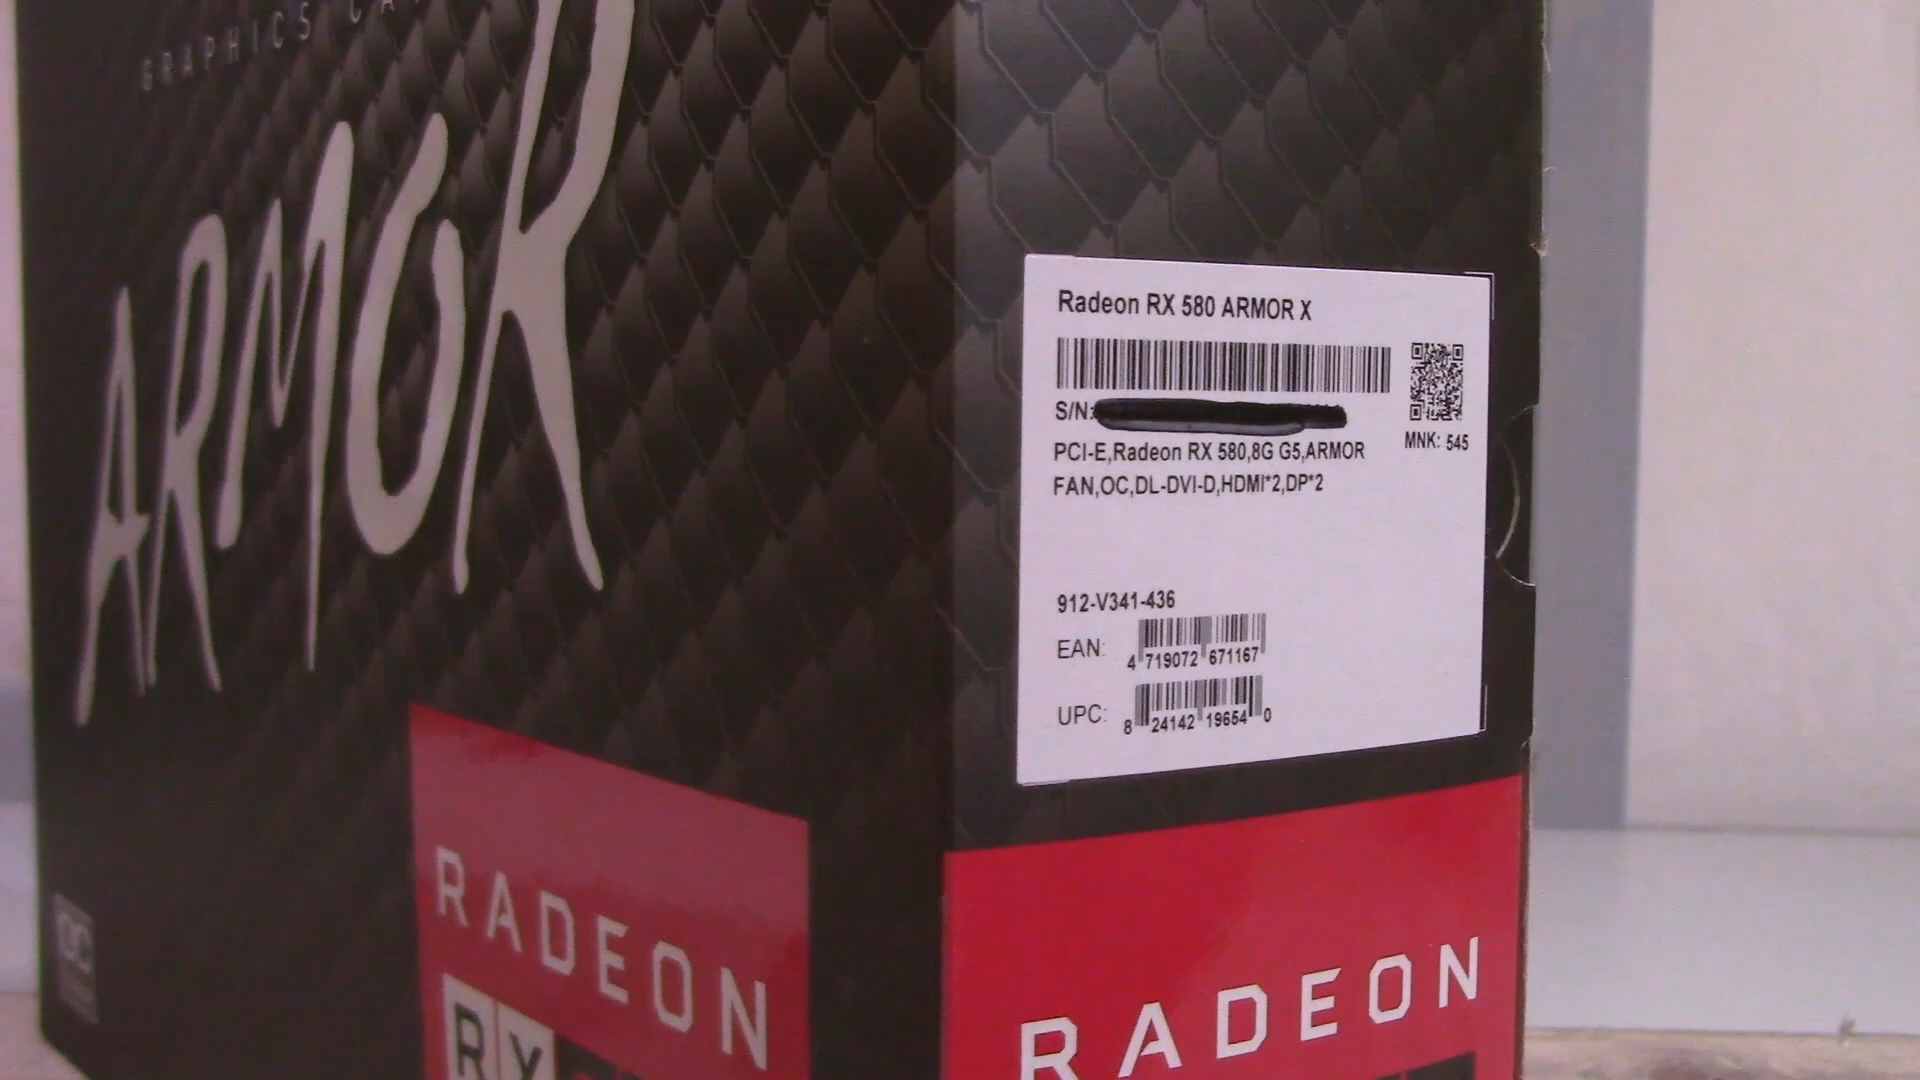 GRAPHICS CA
ARMOR
RADEON
RX
Radeon RX 580 ARMOR X
S/N:
MNK: 545
PCI-E,Radeon RX 580,8G G5,ARMOR
FAN,OC,DL-DVI-D,HDMI*2,DP*2
912-V341-436
EAN: 4 719072 671167
UPC: 8 24142 19654 0
RADEON